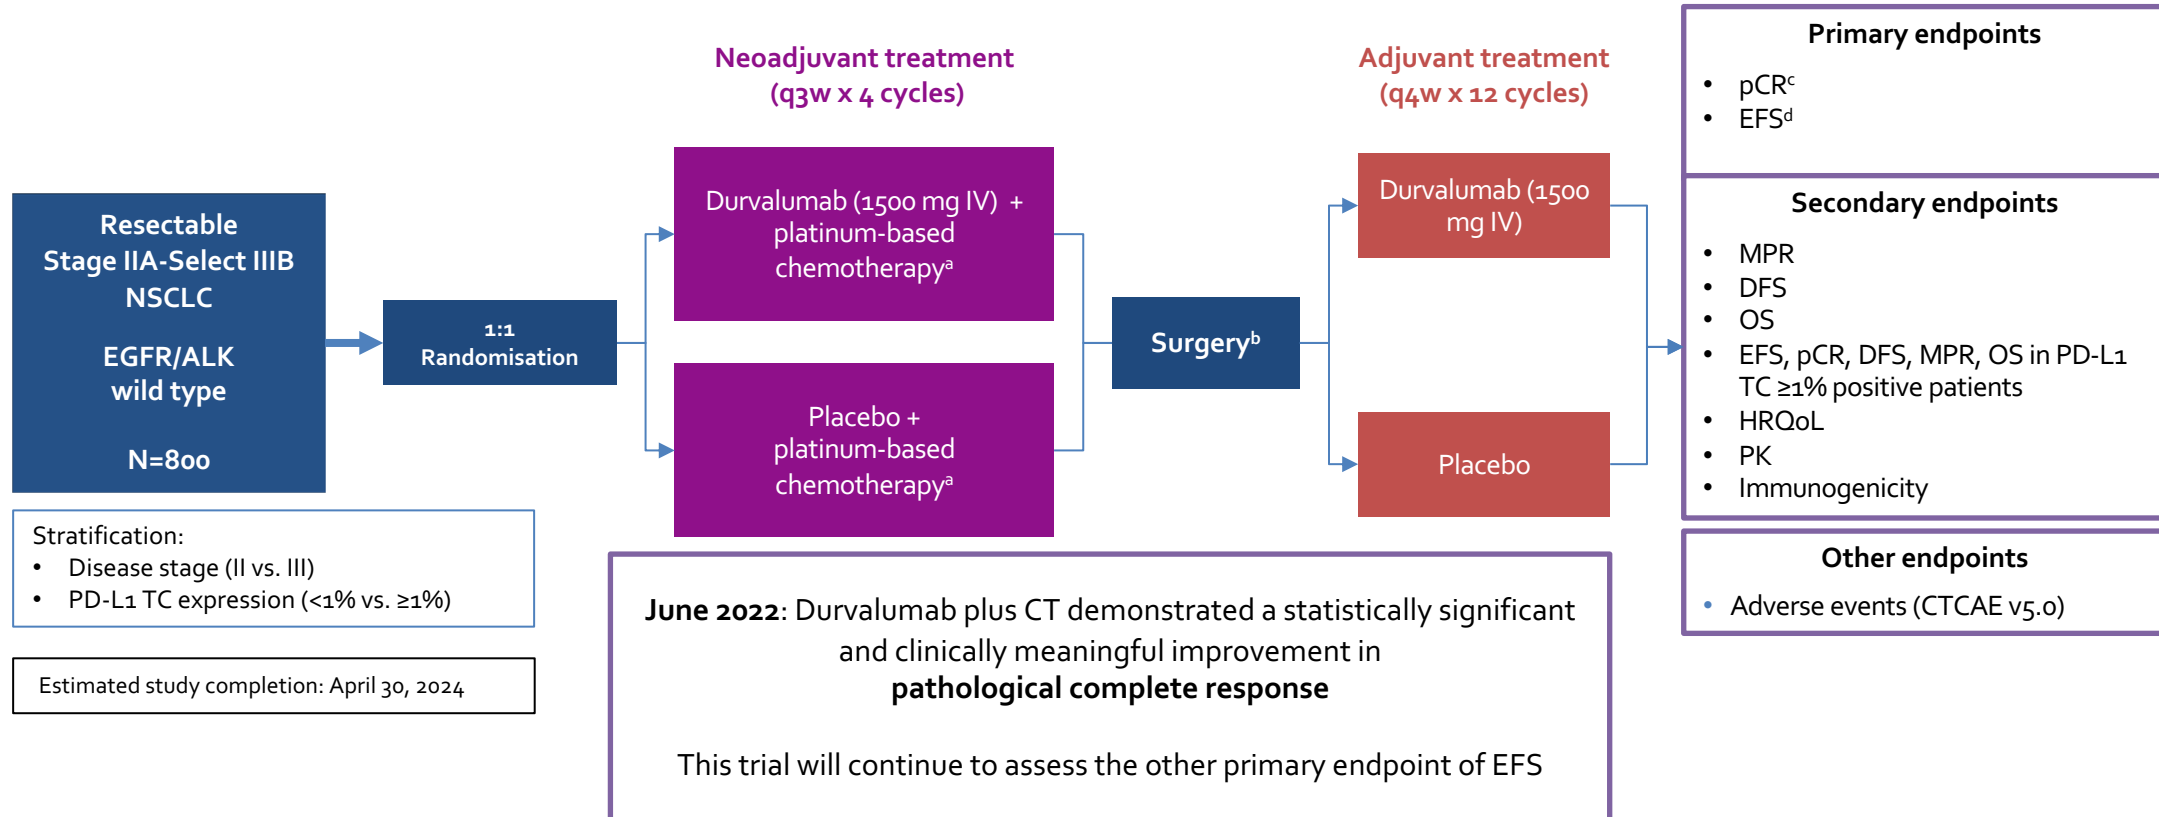 Resectable
Stage IIA-Select IIIB
NSCLC
EGFR/ALK
wild type
N=800
Stratification:
• Disease stage (II vs. III)
• PD-L1 TC expression (<1% vs. ≥1%)
Estimated study completion: April 30, 2024
1:1
Randomisation
Neoadjuvant treatment
(q3w x 4 cycles)
Durvalumab (1500 mg IV) +
platinum-based
chemotherapyᵃ
Placebo +
platinum-based
chemotherapyᵃ
Surgeryᵇ
Adjuvant treatment
(q4w x 12 cycles)
Durvalumab (1500
mg IV)
Placebo
June 2022: Durvalumab plus CT demonstrated a statistically significant
and clinically meaningful improvement in
pathological complete response
This trial will continue to assess the other primary endpoint of EFS
Primary endpoints
• pCRᶜ
• EFSᵈ
Secondary endpoints
• MPR
• DFS
• OS
• EFS, pCR, DFS, MPR, OS in PD-L1
TC ≥1% positive patients
• HRQoL
• PK
• Immunogenicity
Other endpoints
• Adverse events (CTCAE v5.0)